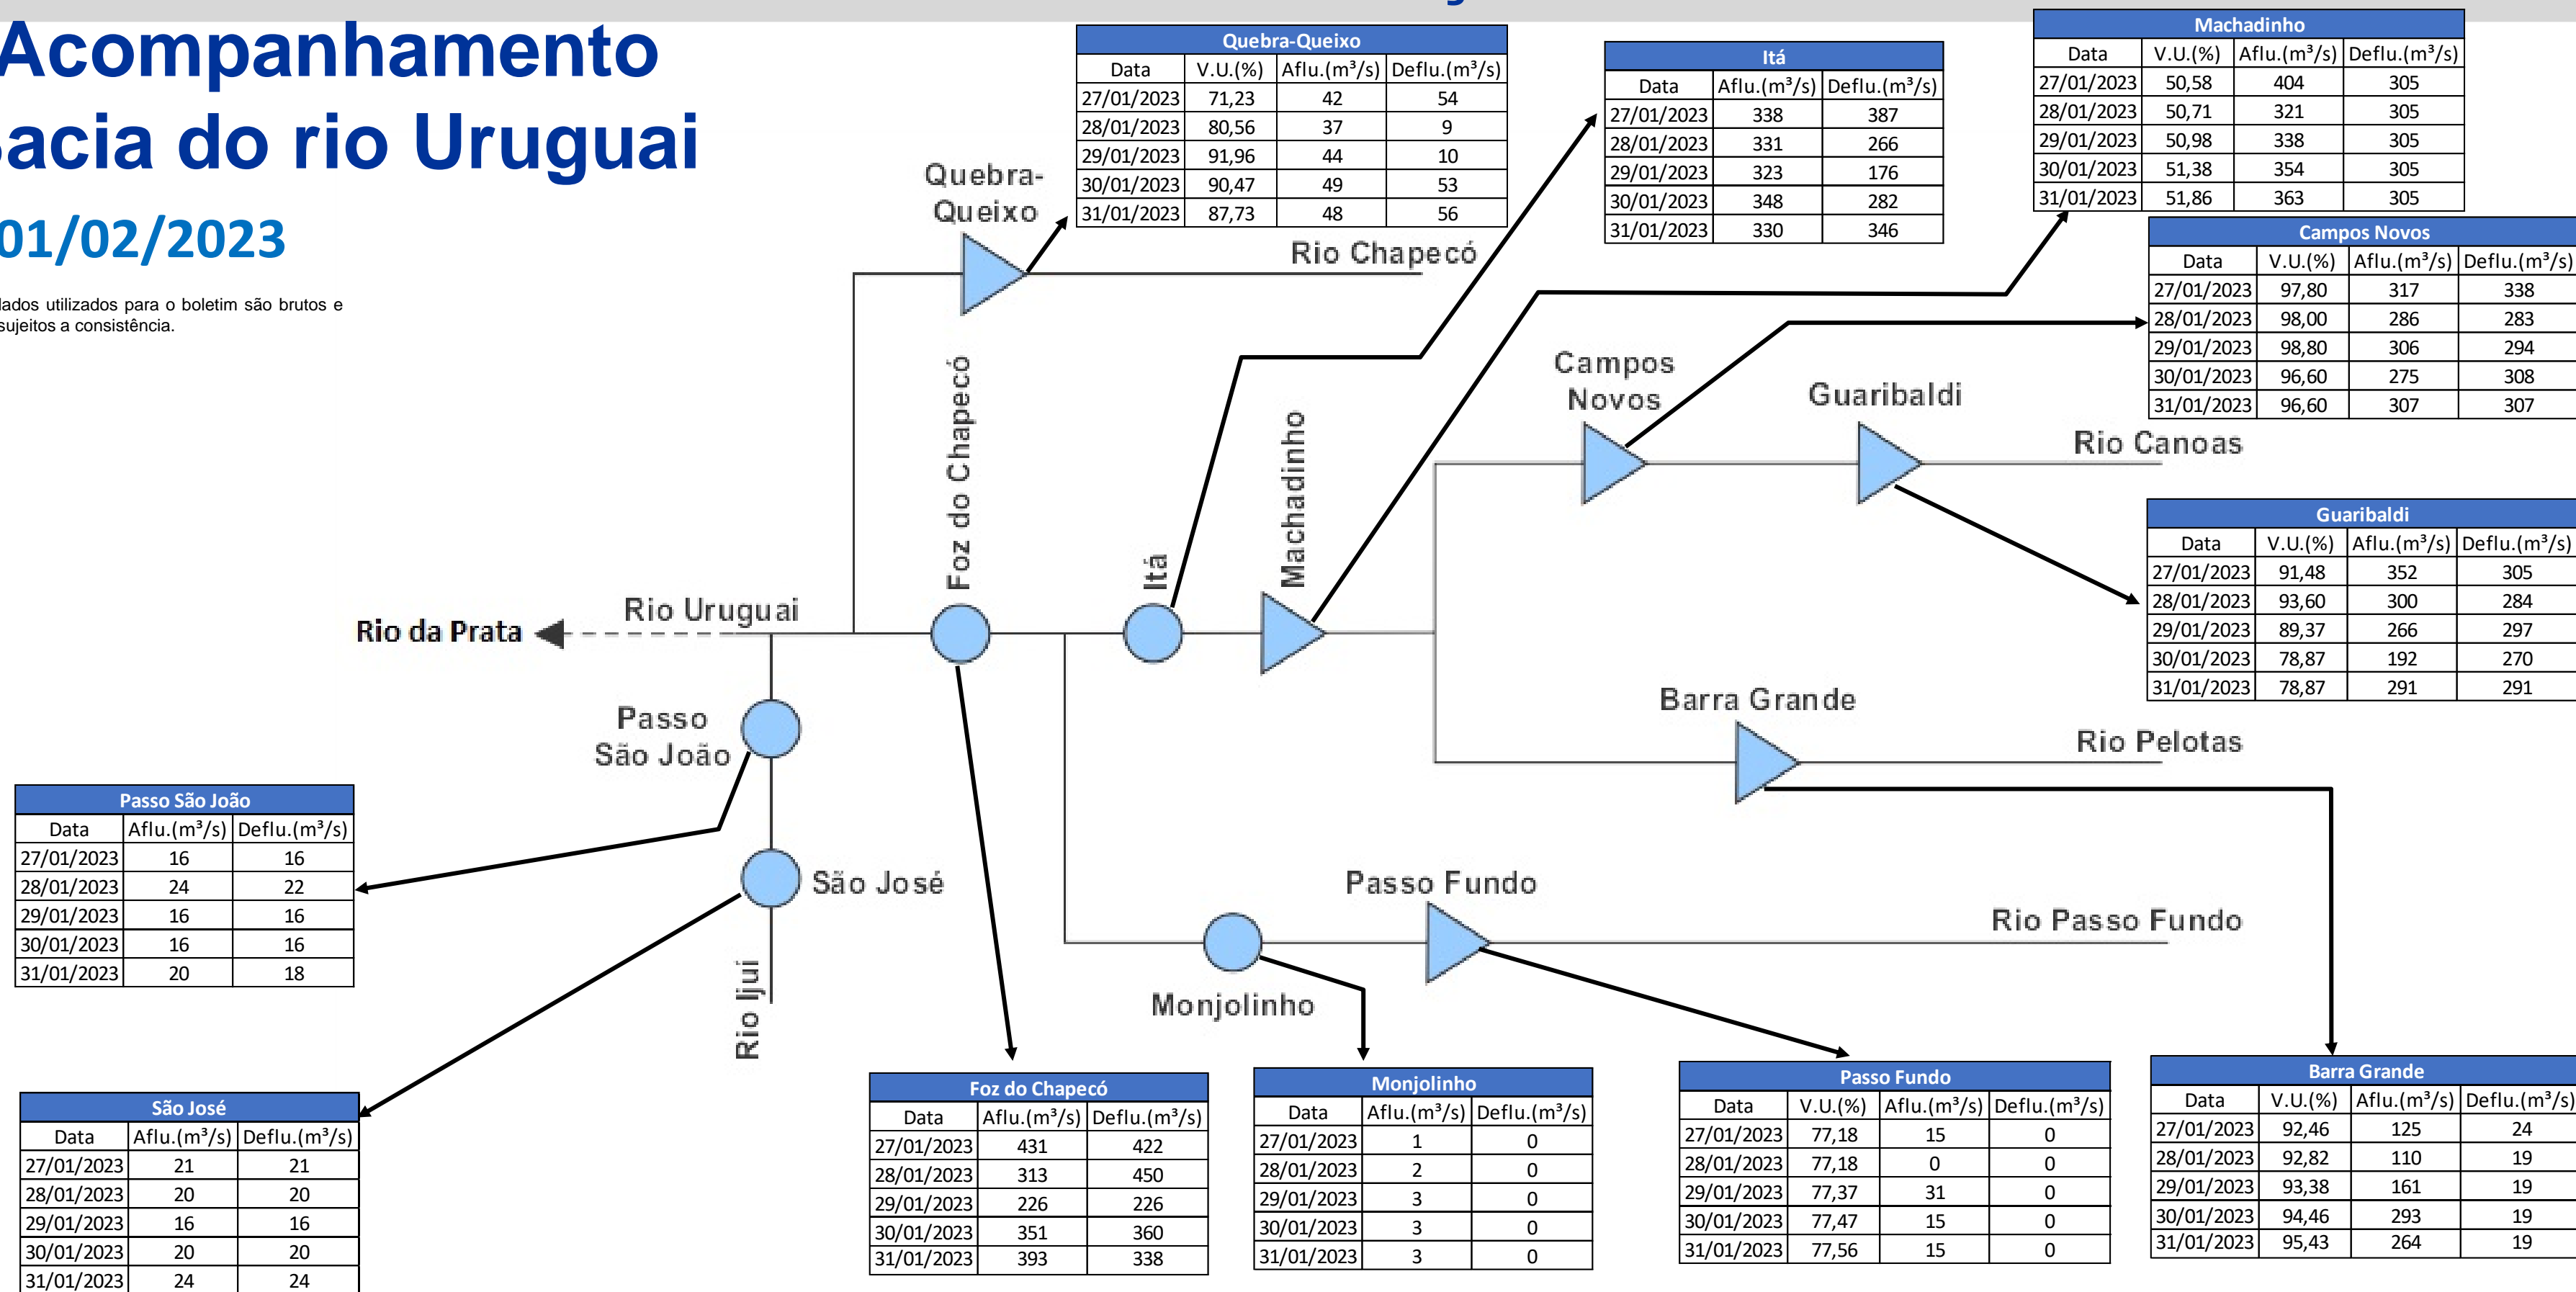 Acompanhamento
acia do rio Uruguai
01/02/2023
lados utilizados para o boletim são brutos e
sujeitos a consistência.
Quebra-Queixo
Data V.U.(%) Aflu.(m³/s) Deflu.(m³/s)
27/01/2023 71,23 42 54
28/01/2023 80,56 37 9
29/01/2023 91,96 44 10
30/01/2023 90,47 49 53
31/01/2023 87,73 48 56
Itá
Data Aflu.(m³/s) Deflu.(m³/s)
27/01/2023 338 387
28/01/2023 331 266
29/01/2023 323 176
30/01/2023 348 282
31/01/2023 330 346
Machadinho
Data V.U.(%) Aflu.(m³/s) Deflu.(m³/s)
27/01/2023 50,58 404 305
28/01/2023 50,71 321 305
29/01/2023 50,98 338 305
30/01/2023 51,38 354 305
31/01/2023 51,86 363 305
Campos Novos
Data V.U.(%) Aflu.(m³/s) Deflu.(m³/s)
27/01/2023 97,80 317 338
28/01/2023 98,00 286 283
29/01/2023 98,80 306 294
30/01/2023 96,60 275 308
31/01/2023 96,60 307 307
Guaribaldi
Data V.U.(%) Aflu.(m³/s) Deflu.(m³/s)
27/01/2023 91,48 352 305
28/01/2023 93,60 300 284
29/01/2023 89,37 266 297
30/01/2023 78,87 192 270
31/01/2023 78,87 291 291
Quebra-
Queixo
Rio Chapecó
Foz do Chapecó
Itá
Machadinho
Campos
Novos
Guaribaldi
Rio Canoas
Rio da Prata
Rio Uruguai
Barra Grande
Rio Pelotas
Passo
São João
São José
Rio Ijuí
Passo Fundo
Rio Passo Fundo
Monjolinho
Passo São João
Data Aflu.(m³/s) Deflu.(m³/s)
27/01/2023 16 16
28/01/2023 24 22
29/01/2023 16 16
30/01/2023 16 16
31/01/2023 20 18
São José
Data Aflu.(m³/s) Deflu.(m³/s)
27/01/2023 21 21
28/01/2023 20 20
29/01/2023 16 16
30/01/2023 20 20
31/01/2023 24 24
Foz do Chapecó
Data Aflu.(m³/s) Deflu.(m³/s)
27/01/2023 431 422
28/01/2023 313 450
29/01/2023 226 226
30/01/2023 351 360
31/01/2023 393 338
Monjolinho
Data Aflu.(m³/s) Deflu.(m³/s)
27/01/2023 1 0
28/01/2023 2 0
29/01/2023 3 0
30/01/2023 3 0
31/01/2023 3 0
Passo Fundo
Data V.U.(%) Aflu.(m³/s) Deflu.(m³/s)
27/01/2023 77,18 15 0
28/01/2023 77,18 0 0
29/01/2023 77,37 31 0
30/01/2023 77,47 15 0
31/01/2023 77,56 15 0
Barra Grande
Data V.U.(%) Aflu.(m³/s) Deflu.(m³/s)
27/01/2023 92,46 125 24
28/01/2023 92,82 110 19
29/01/2023 93,38 161 19
30/01/2023 94,46 293 19
31/01/2023 95,43 264 19